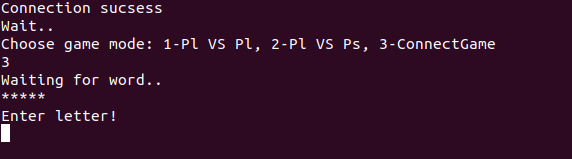 Connection sucsess
Wait..
Choose game mode: 1-Pl VS Pl, 2-Pl VS Ps, 3-ConnectGame
3
Waiting for word..
*****
Enter letter!